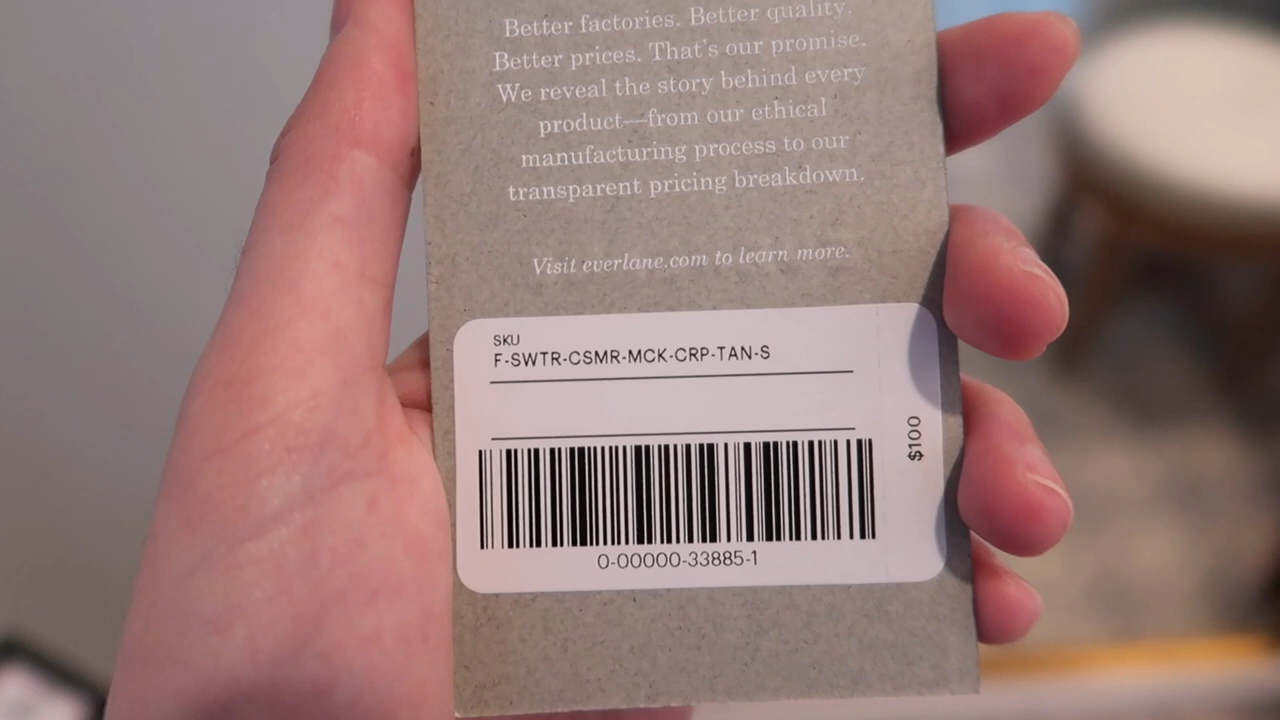 Better factories. Better quality.
Better prices. That's our promise.
We reveal the story behind every
product—from our ethical
manufacturing process to our
transparent pricing breakdown.
Visit everlane.com to learn more.
SKU
F-SWTR-CSMR-MCK-CRP-TAN-S
$100
0-00000-33885-1